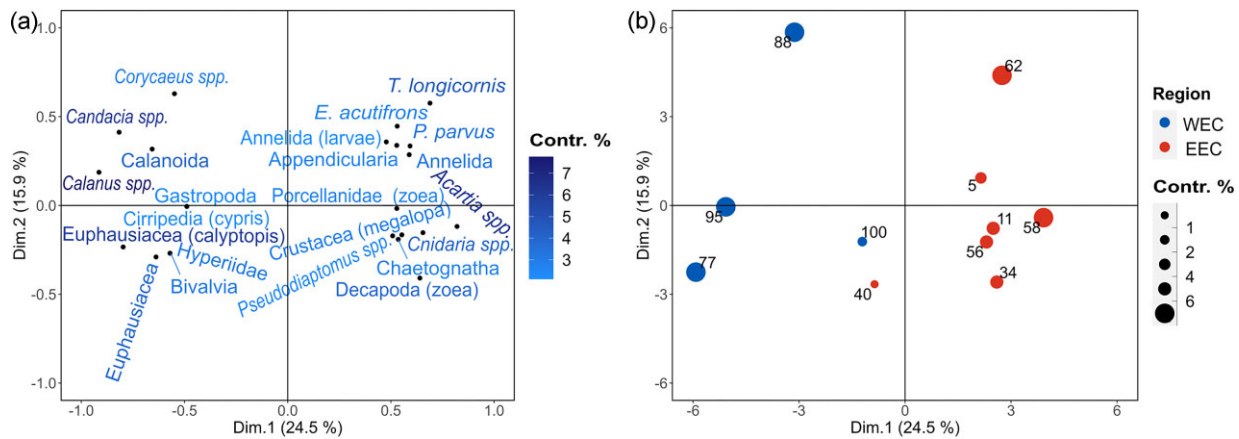 (a)
1.0
0.5
0.0
-0.5
-1.0
Dim.2 (15.9 %)
Corycaeus spp.
T. longicornis
Candacia spp.
E. acutifrons
Annelida (larvae)
P. parvus
Calanoida
Appendicularia
Annelida
Calanus spp.
Gastropoda
Porcellanidae (zoea)
Acartia spp.
Cirripedia (cypris)
Crustacea (megalopa)
Euphausiacea (calyptopis)
Hyperiidae
Pseudodiaptomus spp.
Cnidaria spp.
Chaetognatha
Bivalvia
Decapoda (zoea)
Euphausiacea
-1.0
-0.5
0.0
0.5
1.0
Dim.1 (24.5 %)
Contr. %
7
6
5
4
3
(b)
6
3
0
-3
-6
Dim.2 (15.9 %)
88
62
5
95
11
58
100
56
77
40
34
-6
-3
0
3
6
Dim.1 (24.5 %)
Region
WEC
EEC
Contr. %
1
2
4
6